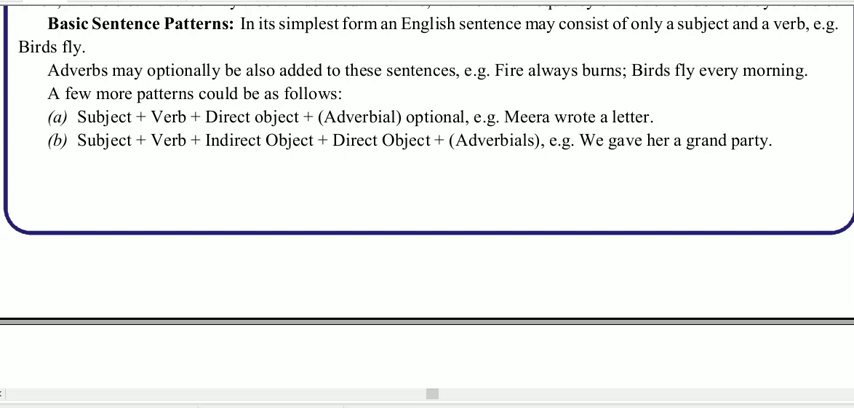 Basic Sentence Patterns: In its simplest form an English sentence may consist of only a subject and a verb, e.g.
Birds fly.
Adverbs may optionally be also added to these sentences, e.g. Fire always burns; Birds fly every morning.
A few more patterns could be as follows:
(a) Subject + Verb + Direct object + (Adverbial) optional, e.g. Meera wrote a letter.
(b) Subject + Verb + Indirect Object + Direct Object + (Adverbials), e.g. We gave her a grand party.